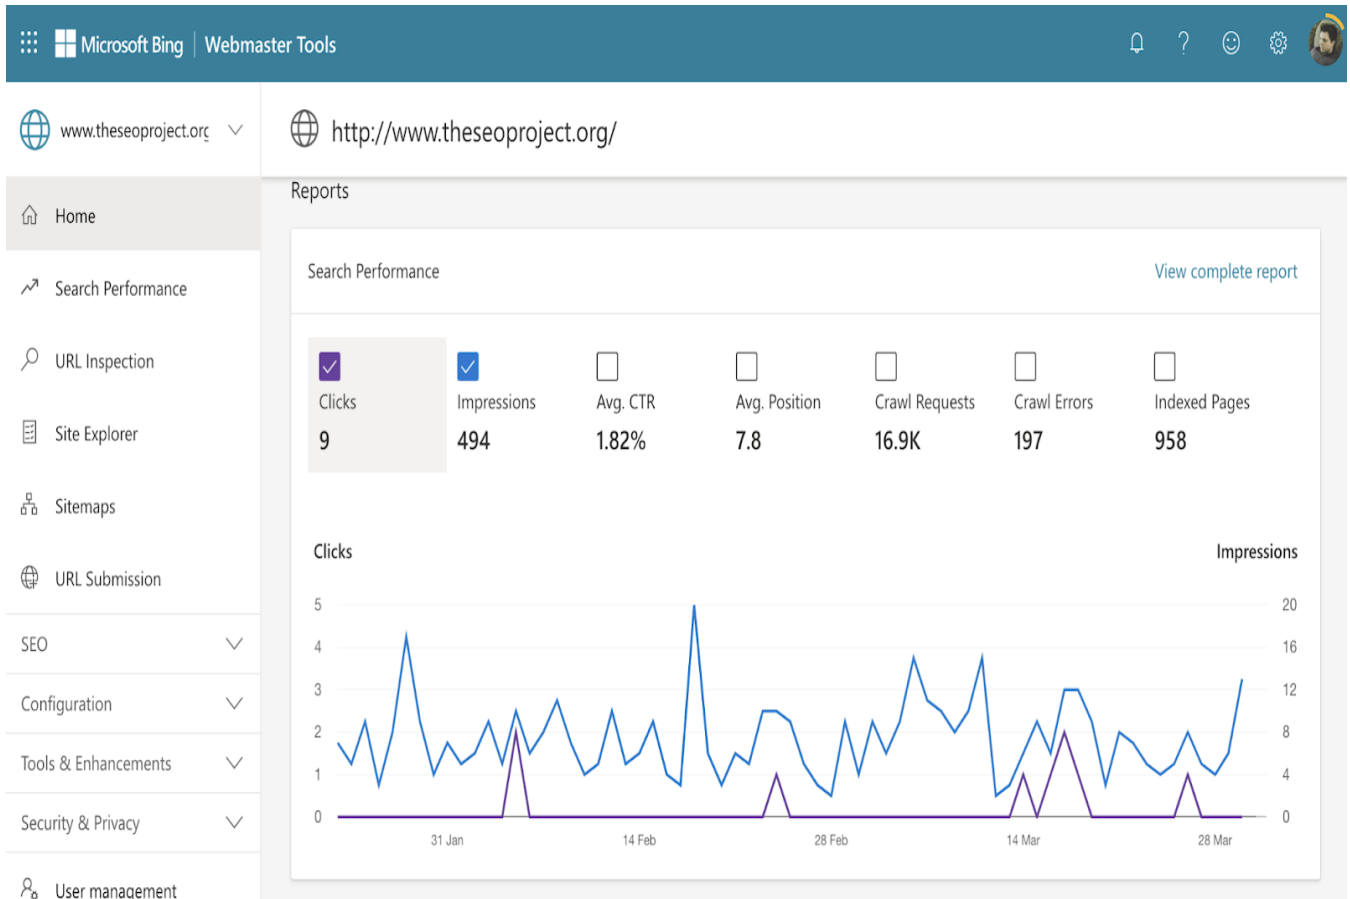 Microsoft Bing | Webmaster Tools
www.theseoproject.org
http://www.theseoproject.org/
Home
Search Performance
URL Inspection
Site Explorer
Sitemaps
URL Submission
SEO
Configuration
Tools & Enhancements
Security & Privacy
User management
Reports
Search Performance
View complete report
Clicks
9
Impressions
494
Avg. CTR
1.82%
Avg. Position
7.8
Crawl Requests
16.9K
Crawl Errors
197
Indexed Pages
958
Clicks
Impressions
5 20
4 16
3 12
2 8
1 4
0 0
31 Jan 14 Feb 28 Feb 14 Mar 28 Mar